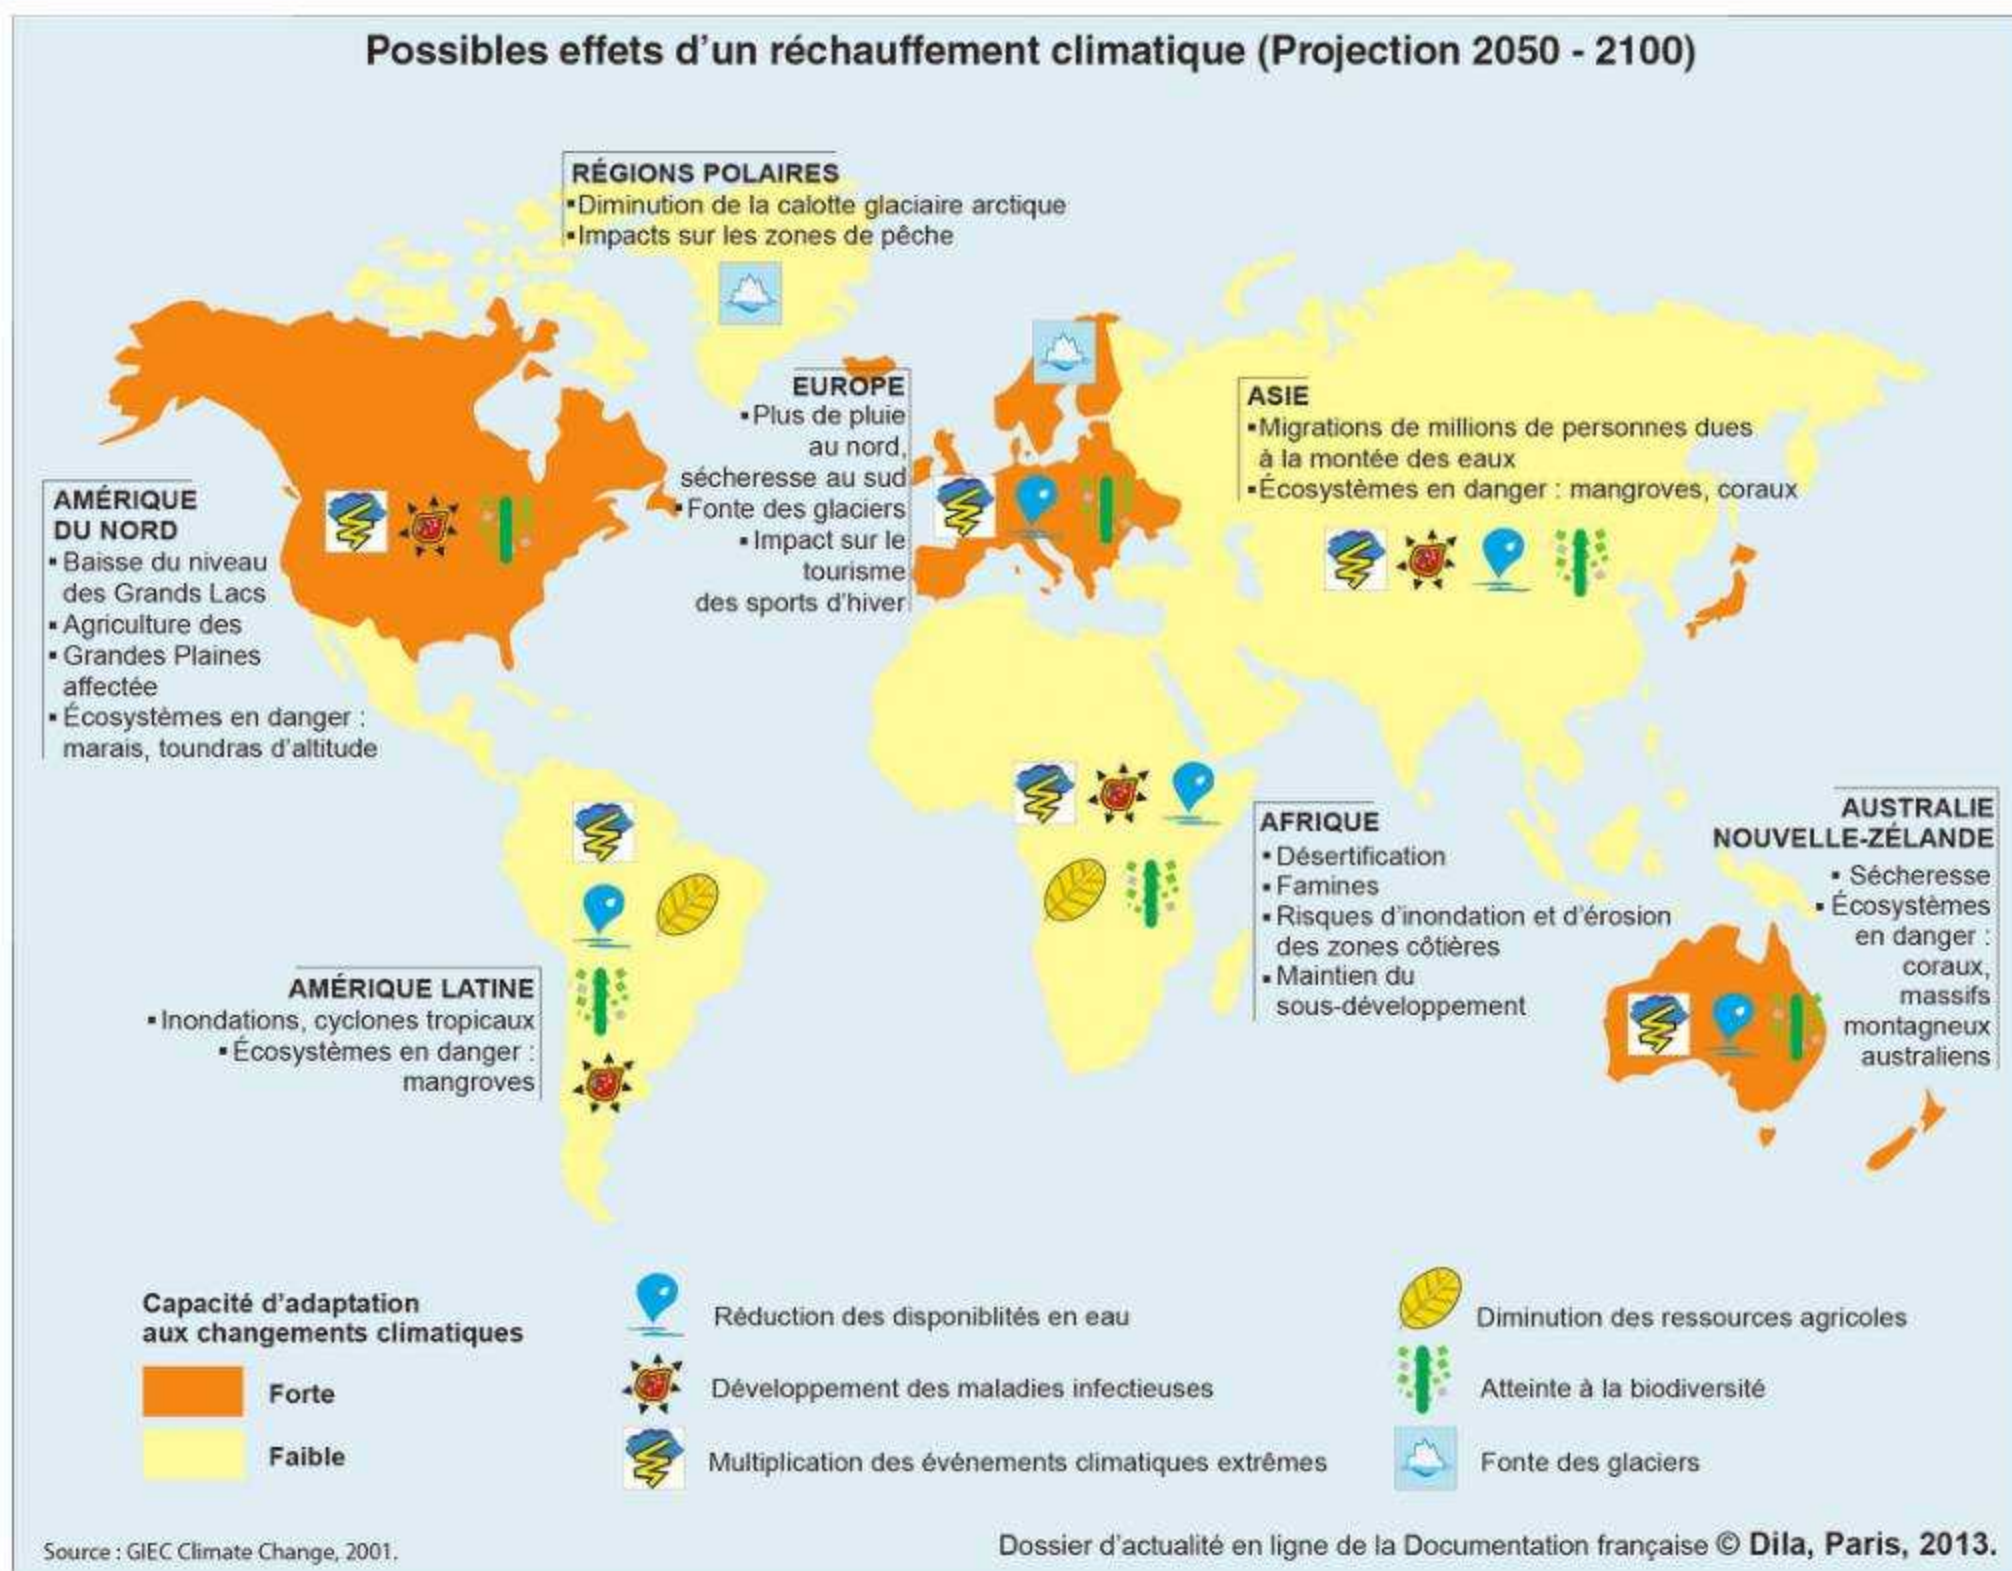 Possibles effets d'un réchauffement climatique (Projection 2050 - 2100)
RÉGIONS POLAIRES
▪Diminution de la calotte glaciaire arctique
▪Impacts sur les zones de pêche
EUROPE
▪Plus de pluie
au nord,
sécheresse au sud
▪Fonte des glaciers
▪Impact sur le
tourisme
des sports d'hiver
ASIE
▪Migrations de millions de personnes dues
à la montée des eaux
▪Écosystèmes en danger : mangroves, coraux
AMÉRIQUE
DU NORD
▪Baisse du niveau
des Grands Lacs
▪Agriculture des
▪Grandes Plaines
affectée
▪Écosystèmes en danger :
marais, toundras d'altitude
AFRIQUE
▪Désertification
▪Famines
▪Risques d'inondation et d'érosion
des zones côtières
▪Maintien du
sous-développement
AUSTRALIE
NOUVELLE-ZÉLANDE
▪Sécheresse
▪Écosystèmes
en danger :
coraux,
massifs
montagneux
australiens
AMÉRIQUE LATINE
▪Inondations, cyclones tropicaux
▪Écosystèmes en danger :
mangroves
Capacité d'adaptation
aux changements climatiques
Forte
Faible
Réduction des disponiblités en eau
Développement des maladies infectieuses
Multiplication des événements climatiques extrêmes
Diminution des ressources agricoles
Atteinte à la biodiversité
Fonte des glaciers
Source : GIEC Climate Change, 2001.
Dossier d'actualité en ligne de la Documentation française © Dila, Paris, 2013.